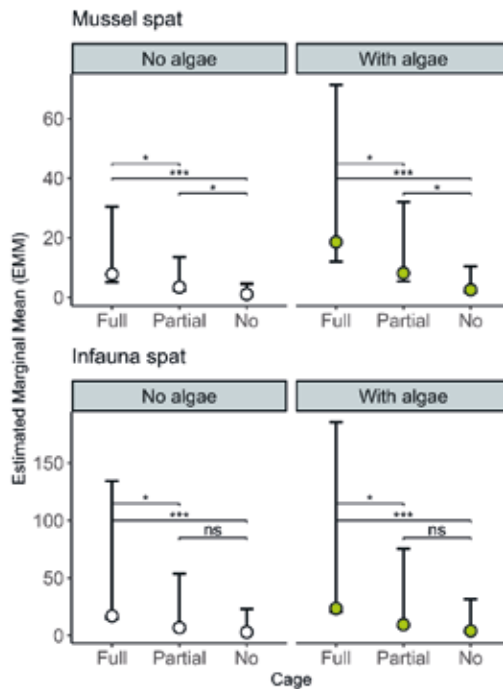 Mussel spat
No algae With algae
60
40
20
0
* *** * * *** *
Full Partial No Full Partial No
Infauna spat
No algae With algae
150
100
50
0
* *** ns * *** ns
Full Partial No Full Partial No
Cage
Estimated Marginal Mean (EMM)